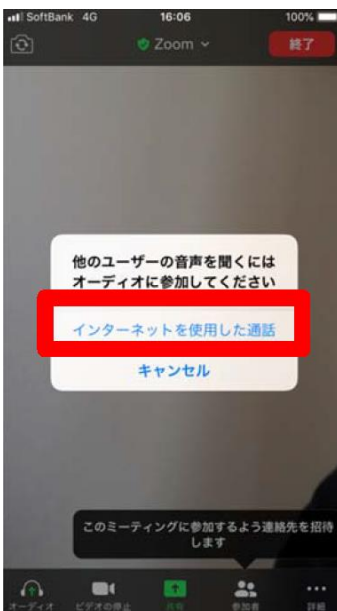 SoftBank 4G 16:06 100%
Zoom
終了
他のユーザーの音声を聞くには
オーディオに参加してください
インターネットを使用した通話
キャンセル
このミーティングに参加するよう連絡先を招待
します
オーディオ ビデオの停止 共有 参加者 詳細